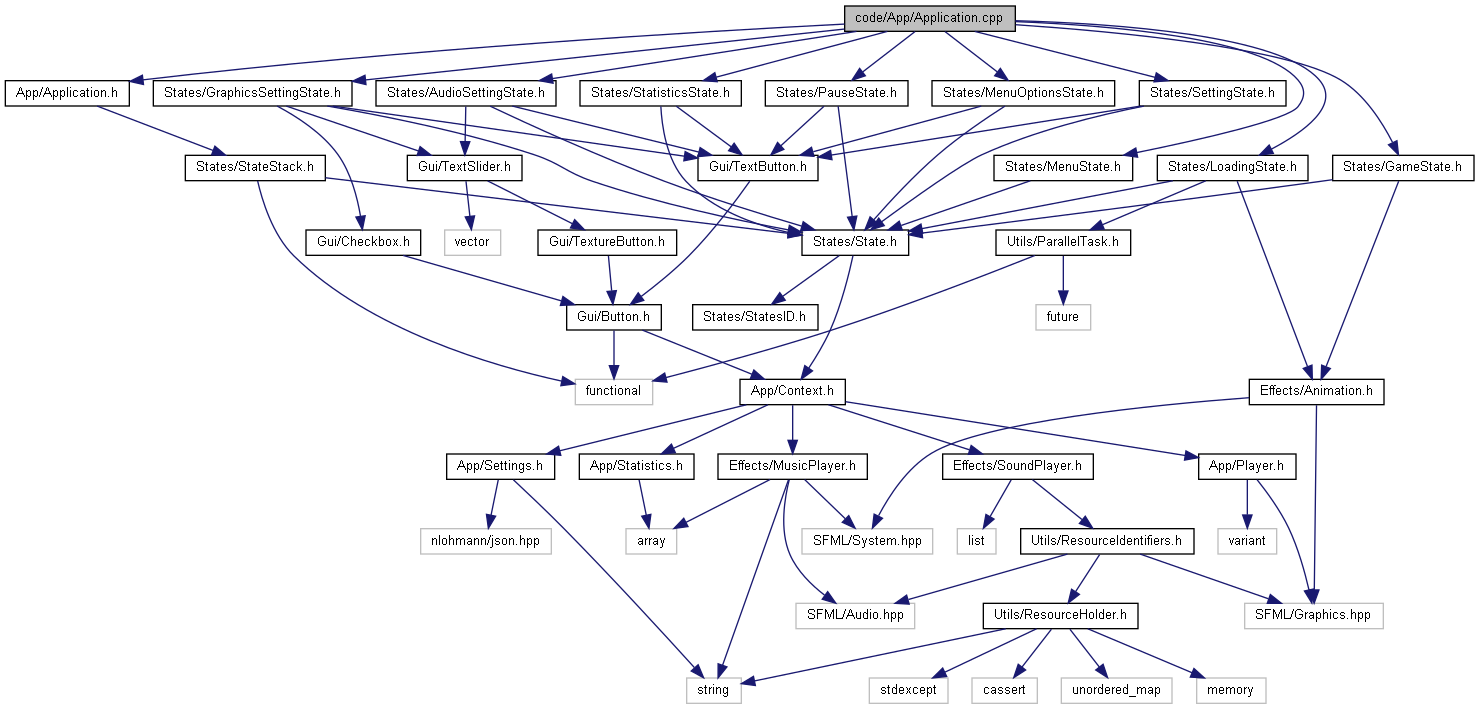 code/App/Application.cpp
App/Application.h
States/GraphicsSettingState.h
States/AudioSettingState.h
States/StatisticsState.h
States/PauseState.h
States/MenuOptionsState.h
States/SettingState.h
States/StateStack.h
Gui/TextSlider.h
Gui/TextButton.h
States/MenuState.h
States/LoadingState.h
States/GameState.h
Gui/Checkbox.h
vector
Gui/TextureButton.h
States/State.h
Utils/ParallelTask.h
Gui/Button.h
States/StatesID.h
future
functional
App/Context.h
Effects/Animation.h
App/Settings.h
App/Statistics.h
Effects/MusicPlayer.h
Effects/SoundPlayer.h
App/Player.h
nlohmann/json.hpp
array
SFML/System.hpp
list
Utils/ResourceIdentifiers.h
variant
SFML/Audio.hpp
Utils/ResourceHolder.h
SFML/Graphics.hpp
string
stdexcept
cassert
unordered_map
memory